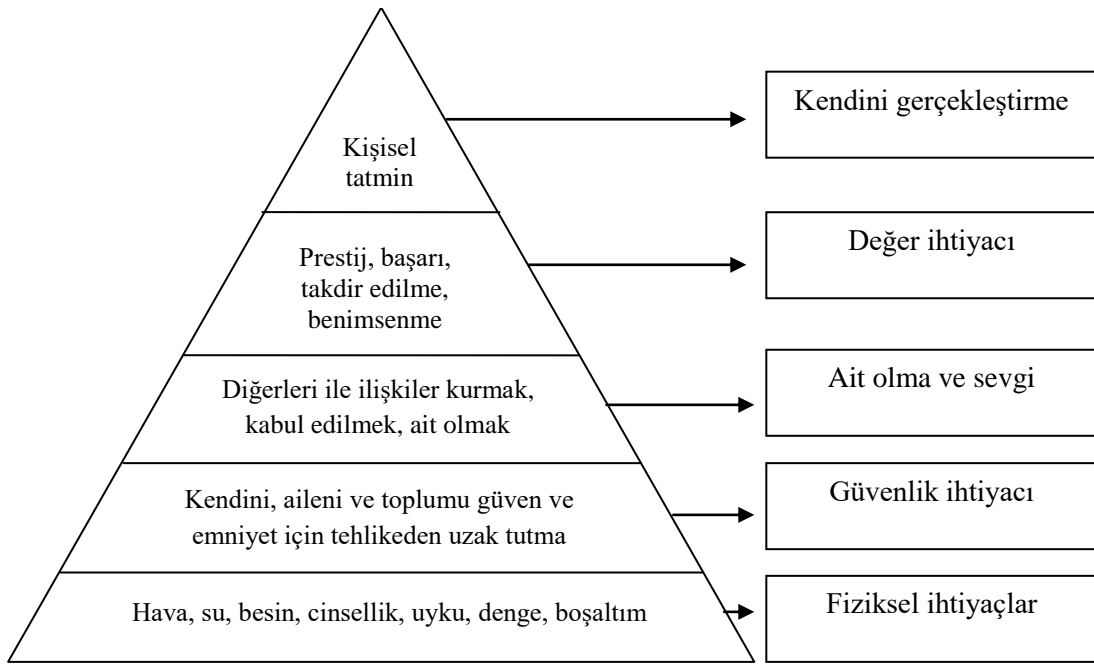 Kendini gerçekleştirme
Kişisel
tatmin
Değer ihtiyacı
Prestij, başarı,
takdir edilme,
benimsenme
Ait olma ve sevgi
Diğerleri ile ilişkiler kurmak,
kabul edilmek, ait olmak
Güvenlik ihtiyacı
Kendini, aileni ve toplumu güven ve
emniyet için tehlikeden uzak tutma
Fiziksel ihtiyaçlar
Hava, su, besin, cinsellik, uyku, denge, boşaltım